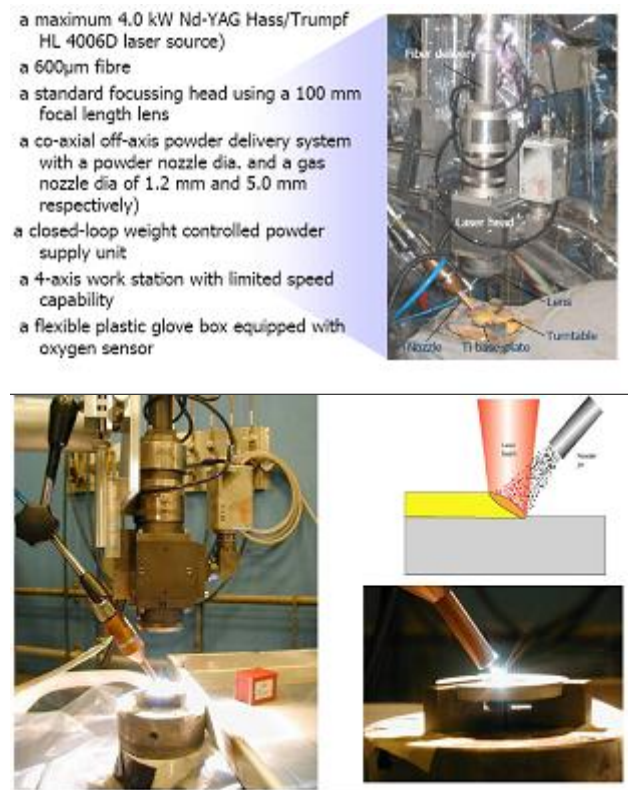 a maximum 4.0 kW Nd-YAG Hass/Trumpf
HL 4006D laser source)
a 600µm fibre
a standard focussing head using a 100 mm
focal length lens
a co-axial off-axis powder delivery system
with a powder nozzle dia. and a gas
nozzle dia of 1.2 mm and 5.0 mm
respectively)
a closed-loop weight controlled powder
supply unit
a 4-axis work station with limited speed
capability
a flexible plastic glove box equipped with
oxygen sensor
Fiber delivery
Laser head
Lens
Turntable
Nozzle
Ti base plate
Laser
beam
Powder
jet